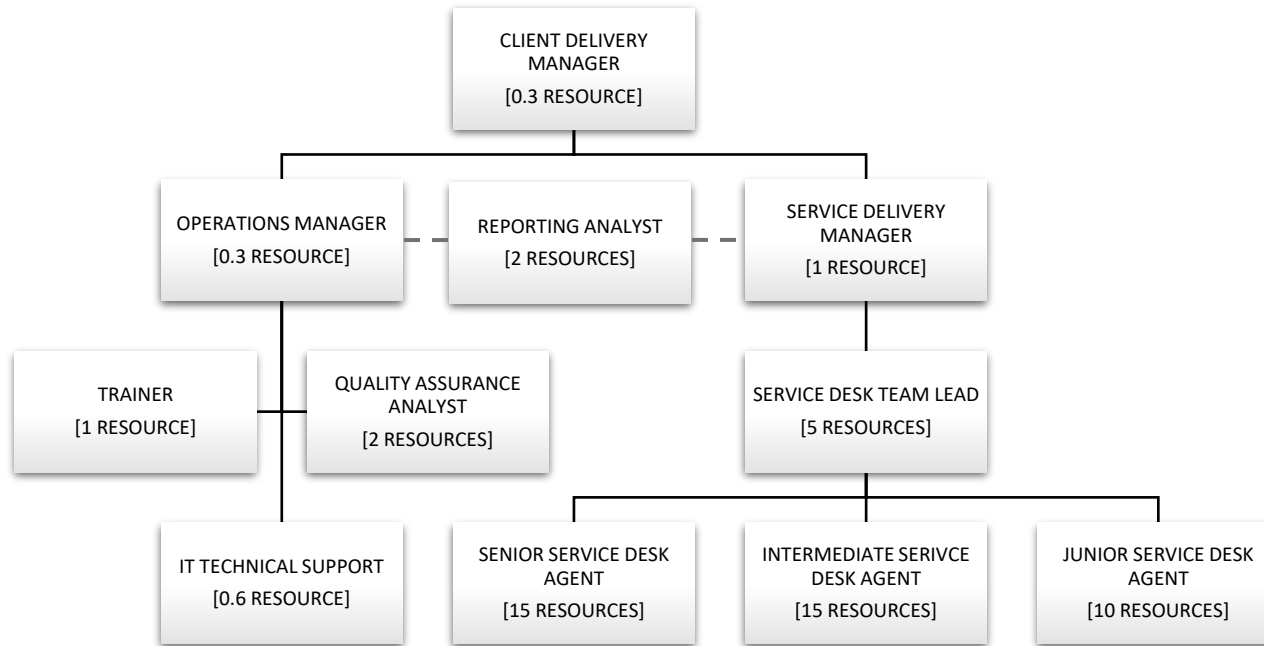 CLIENT DELIVERY
MANAGER
[0.3 RESOURCE]
OPERATIONS MANAGER
[0.3 RESOURCE]
REPORTING ANALYST
[2 RESOURCES]
SERVICE DELIVERY
MANAGER
[1 RESOURCE]
TRAINER
[1 RESOURCE]
QUALITY ASSURANCE
ANALYST
[2 RESOURCES]
SERVICE DESK TEAM LEAD
[5 RESOURCES]
IT TECHNICAL SUPPORT
[0.6 RESOURCE]
SENIOR SERVICE DESK
AGENT
[15 RESOURCES]
INTERMEDIATE SERIVCE
DESK AGENT
[15 RESOURCES]
JUNIOR SERVICE DESK
AGENT
[10 RESOURCES]